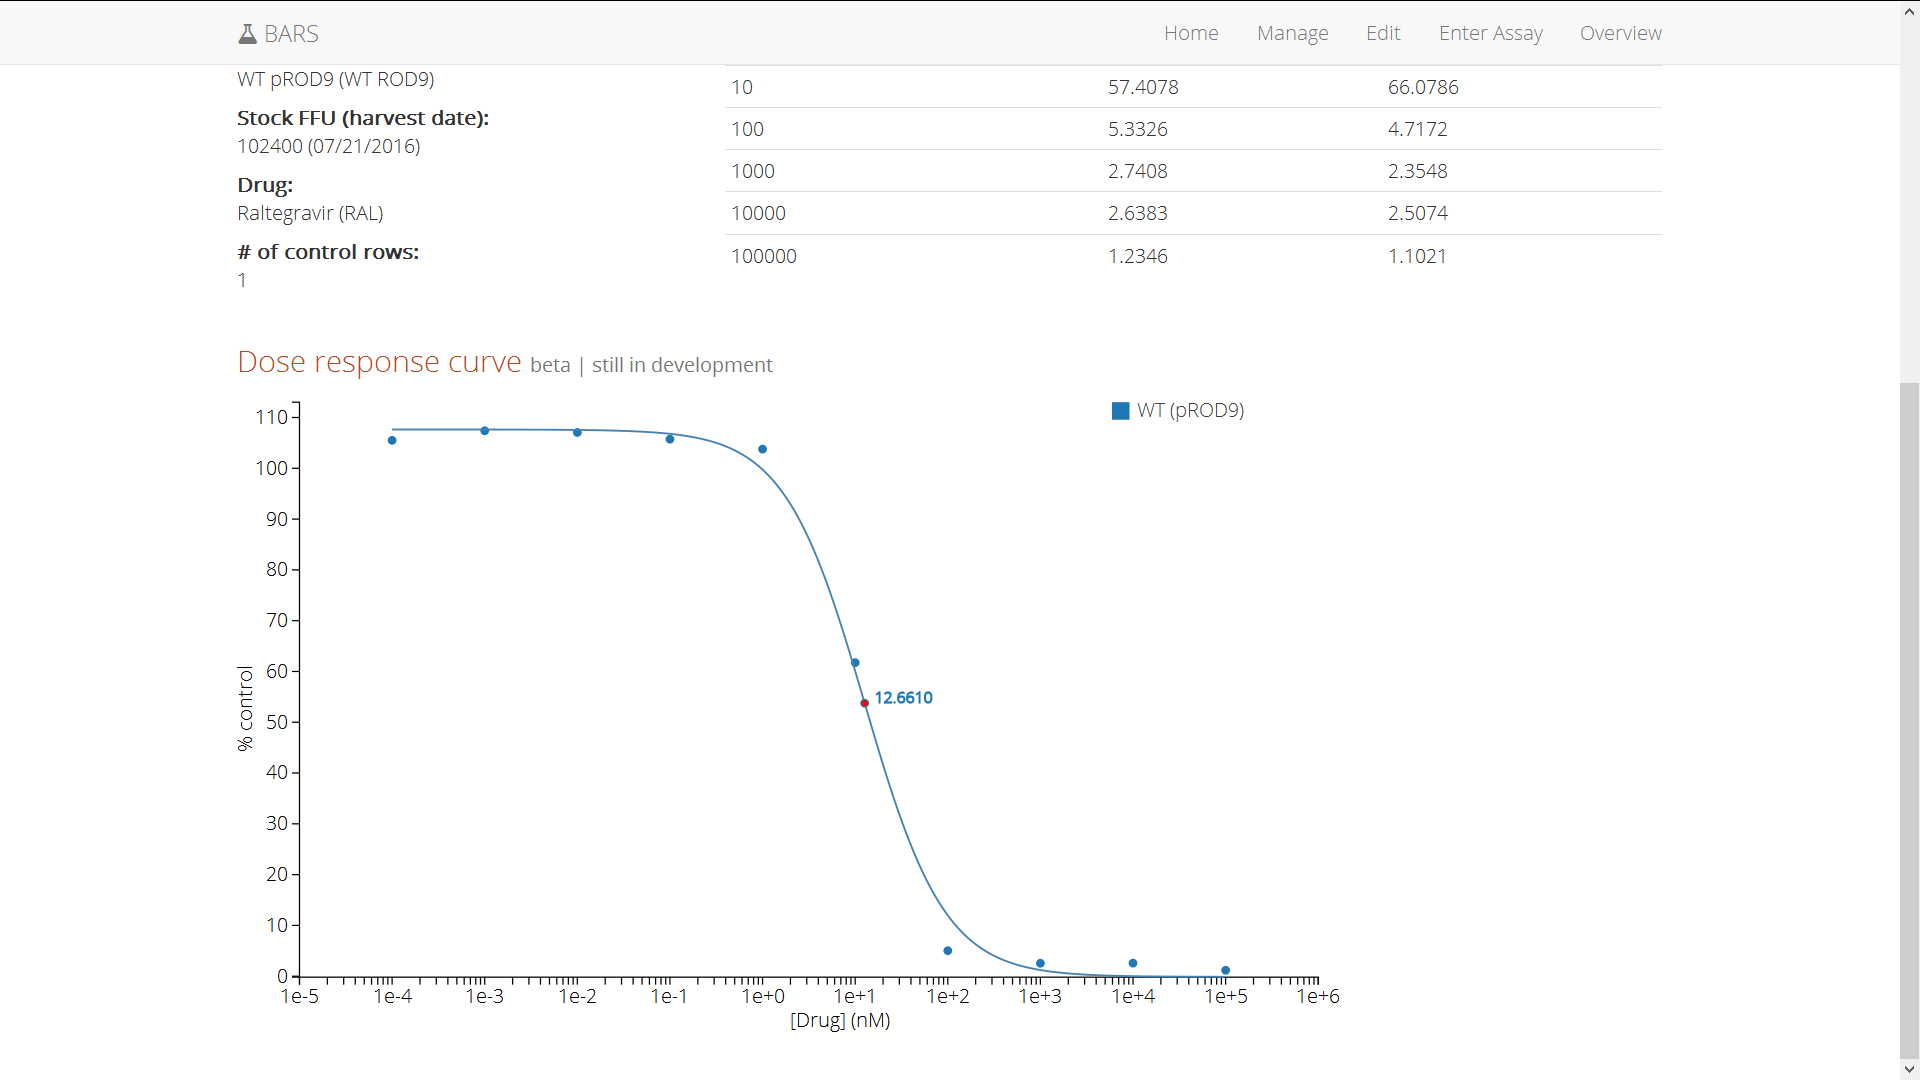 BARS Home Manage Edit Enter Assay Overview
WT pROD9 (WT ROD9)
Stock FFU (harvest date):
102400 (07/21/2016)
Drug:
Raltegravir (RAL)
# of control rows:
1
10 57.4078 66.0786
100 5.3326 4.7172
1000 2.7408 2.3548
10000 2.6383 2.5074
100000 1.2346 1.1021
Dose response curve beta | still in development
WT (pROD9)
110
100
90
80
70
60
50
40
30
20
10
0
% control
12.6610
1e-5 1e-4 1e-3 1e-2 1e-1 1e+0 1e+1 1e+2 1e+3 1e+4 1e+5 1e+6
[Drug] (nM)